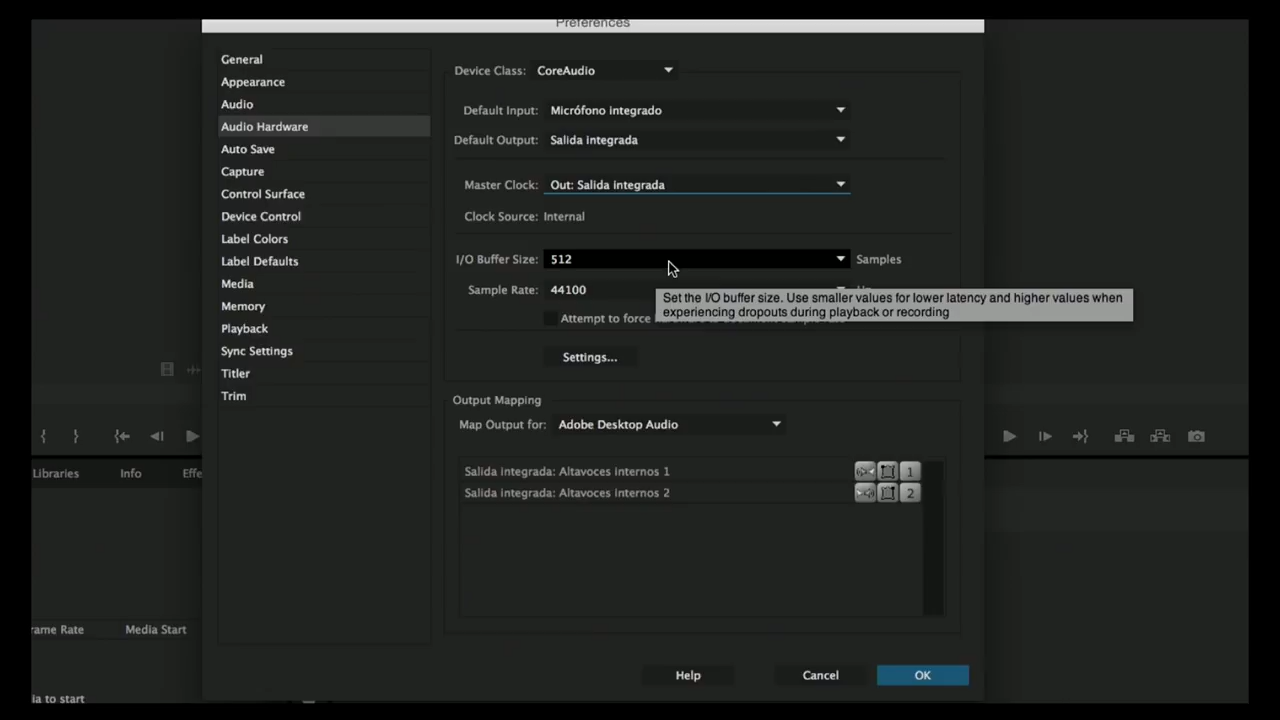 Preferences
General
Appearance
Audio
Audio Hardware
Auto Save
Capture
Control Surface
Device Control
Label Colors
Label Defaults
Media
Memory
Playback
Sync Settings
Titler
Trim
Device Class: CoreAudio
Default Input: Micrófono integrado
Default Output: Salida integrada
Master Clock: Out: Salida integrada
Clock Source: Internal
I/O Buffer Size: 512 Samples
Sample Rate: 44100
Set the I/O buffer size. Use smaller values for lower latency and higher values when
experiencing dropouts during playback or recording
Attempt to force
Settings...
Output Mapping
Map Output for: Adobe Desktop Audio
Salida integrada: Altavoces internos 1 1
Salida integrada: Altavoces internos 2 2
Help Cancel OK
Libraries Info Effe
rame Rate Media Start
ia to start